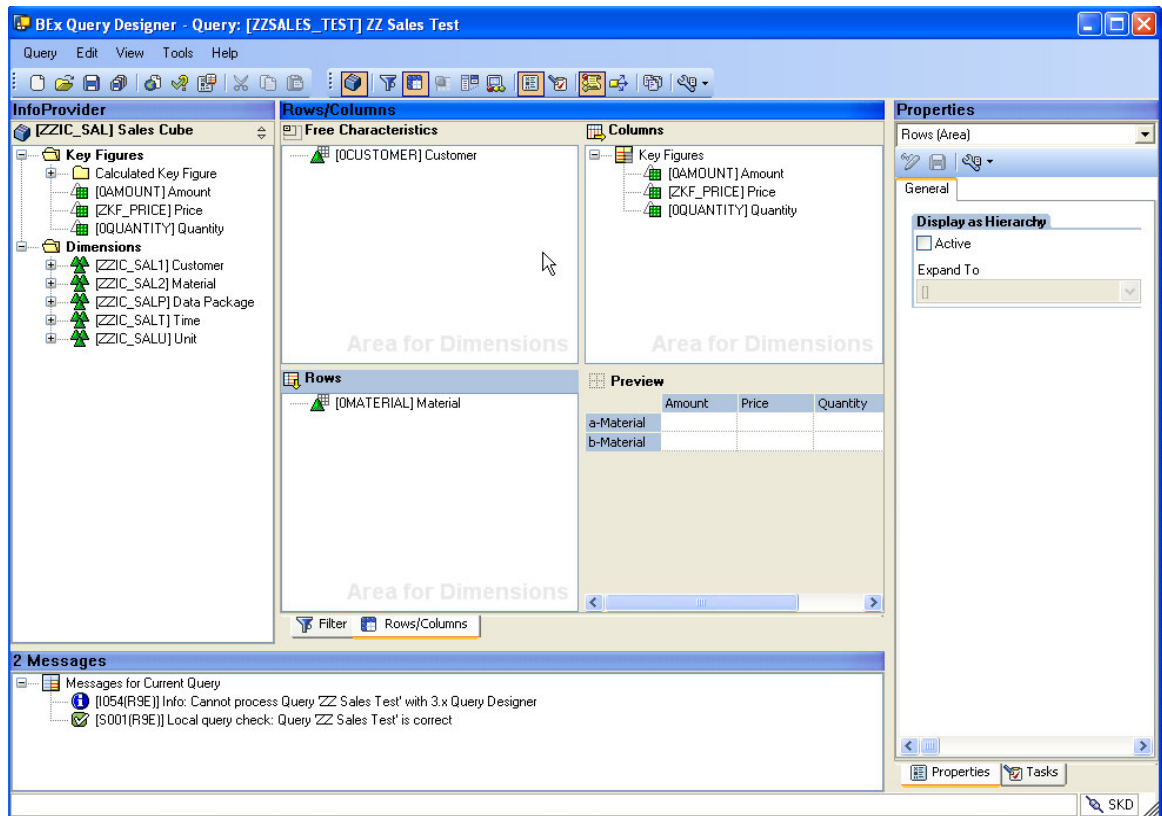 BEx Query Designer - Query: [ZZSALES_TEST] ZZ Sales Test
Query Edit View Tools Help
InfoProvider
[ZZIC_SAL] Sales Cube
Key Figures
Calculated Key Figure
[0AMOUNT] Amount
[ZKF_PRICE] Price
[0QUANTITY] Quantity
Dimensions
[ZZIC_SAL1] Customer
[ZZIC_SAL2] Material
[ZZIC_SALP] Data Package
[ZZIC_SALT] Time
[ZZIC_SALU] Unit
Rows/Columns
Free Characteristics
[0CUSTOMER] Customer
Area for Dimensions
Columns
Key Figures
[0AMOUNT] Amount
[ZKF_PRICE] Price
[0QUANTITY] Quantity
Area for Dimensions
Rows
[0MATERIAL] Material
Area for Dimensions
Preview
Amount Price Quantity
a-Material
b-Material
Filter Rows/Columns
Properties
Rows (Area)
General
Display as Hierarchy
Active
Expand To
[]
Properties Tasks
2 Messages
Messages for Current Query
[I054(R9E)] Info: Cannot process Query 'ZZ Sales Test' with 3.x Query Designer
[S001(R9E)] Local query check: Query 'ZZ Sales Test' is correct
SKD